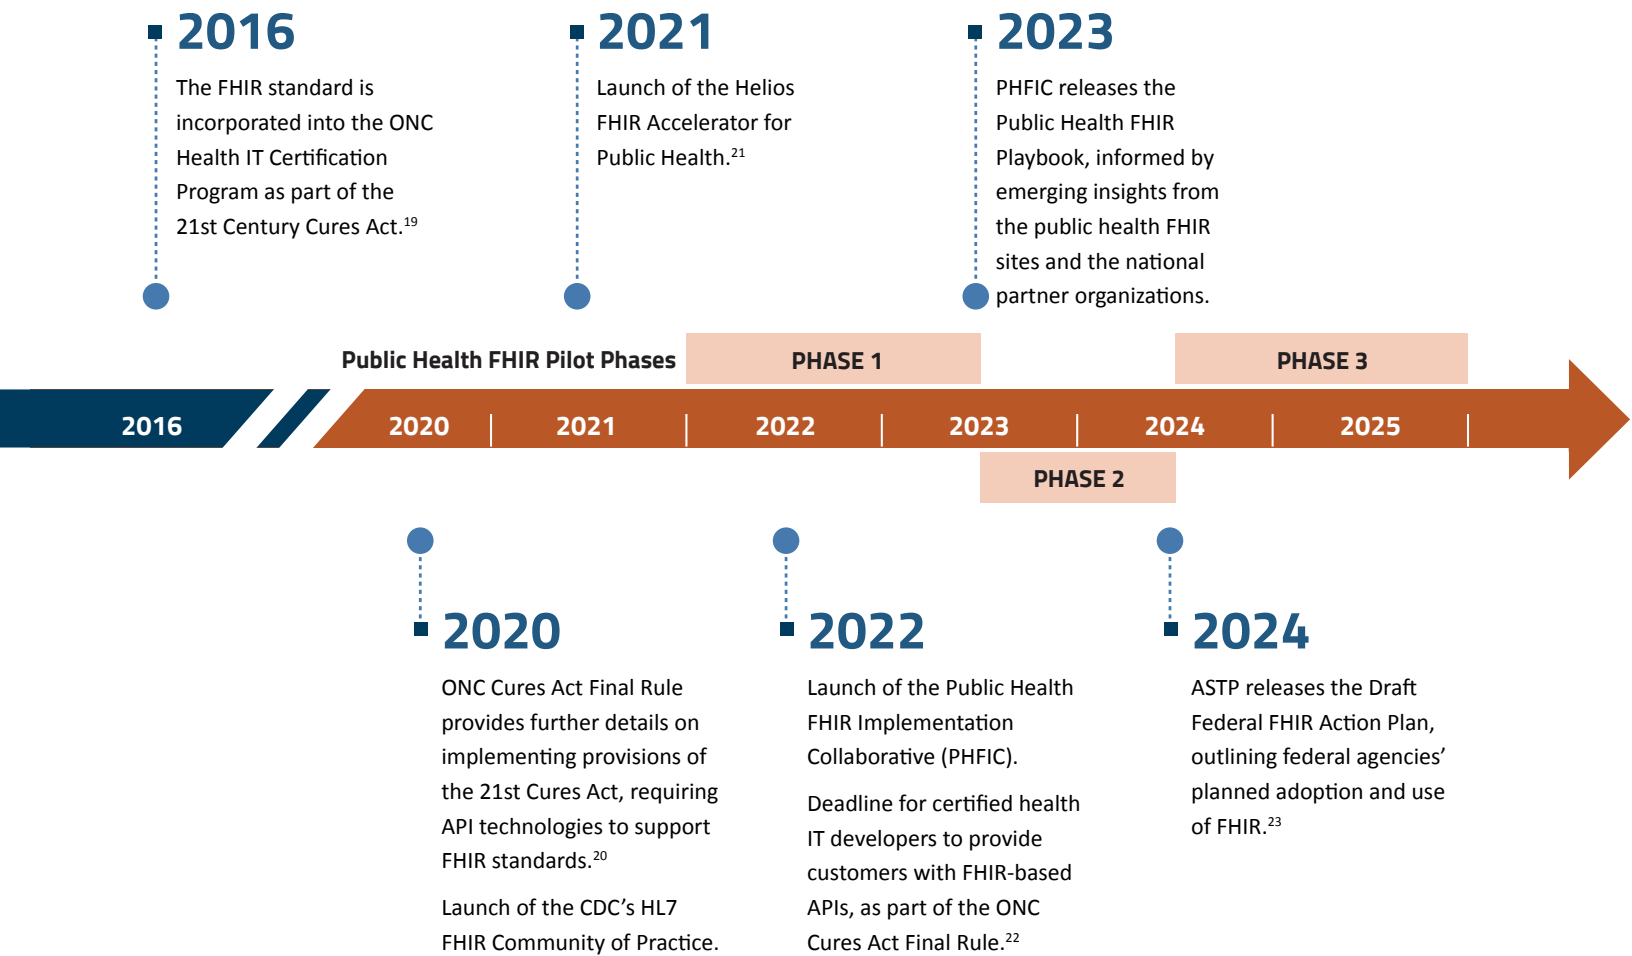 2016
The FHIR standard is
incorporated into the ONC
Health IT Certification
Program as part of the
21st Century Cures Act.19
2021
Launch of the Helios
FHIR Accelerator for
Public Health.21
2023
PHFIC releases the
Public Health FHIR
Playbook, informed by
emerging insights from
the public health FHIR
sites and the national
partner organizations.
Public Health FHIR Pilot Phases
PHASE 1
PHASE 3
2016
2020
2021
2022
2023
2024
2025
PHASE 2
2020
ONC Cures Act Final Rule
provides further details on
implementing provisions of
the 21st Cures Act, requiring
API technologies to support
FHIR standards.20
Launch of the CDC’s HL7
FHIR Community of Practice.
2022
Launch of the Public Health
FHIR Implementation
Collaborative (PHFIC).
Deadline for certified health
IT developers to provide
customers with FHIR-based
APIs, as part of the ONC
Cures Act Final Rule.22
2024
ASTP releases the Draft
Federal FHIR Action Plan,
outlining federal agencies’
planned adoption and use
of FHIR.23